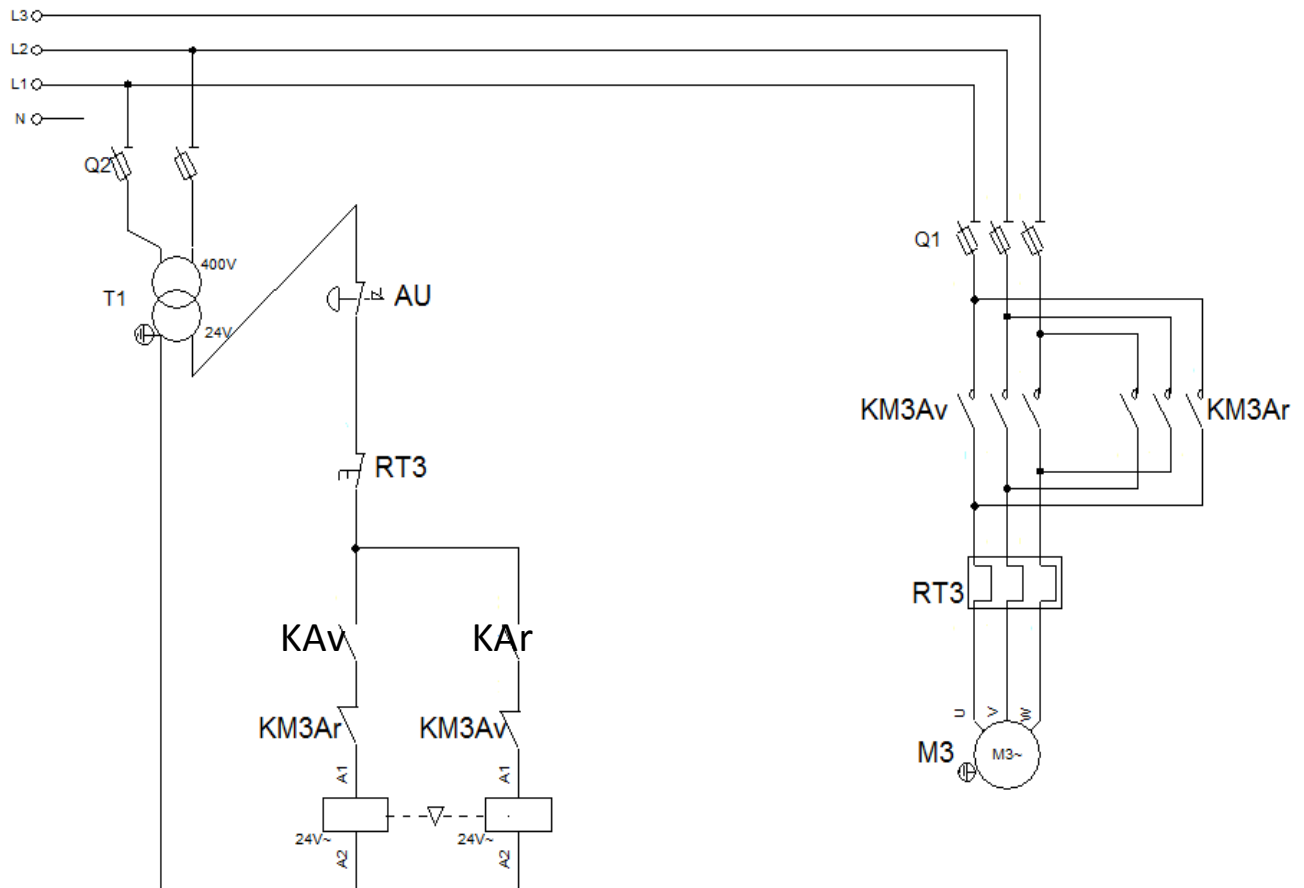 L3
L2
L1
N
Q2
400V
T1
24V
AU
RT3
KAv
KAr
KM3Ar
KM3Av
A1
A1
24V~
24V~
A2
A2
Q1
KM3Av
KM3Ar
RT3
U
V
W
M3
M3~